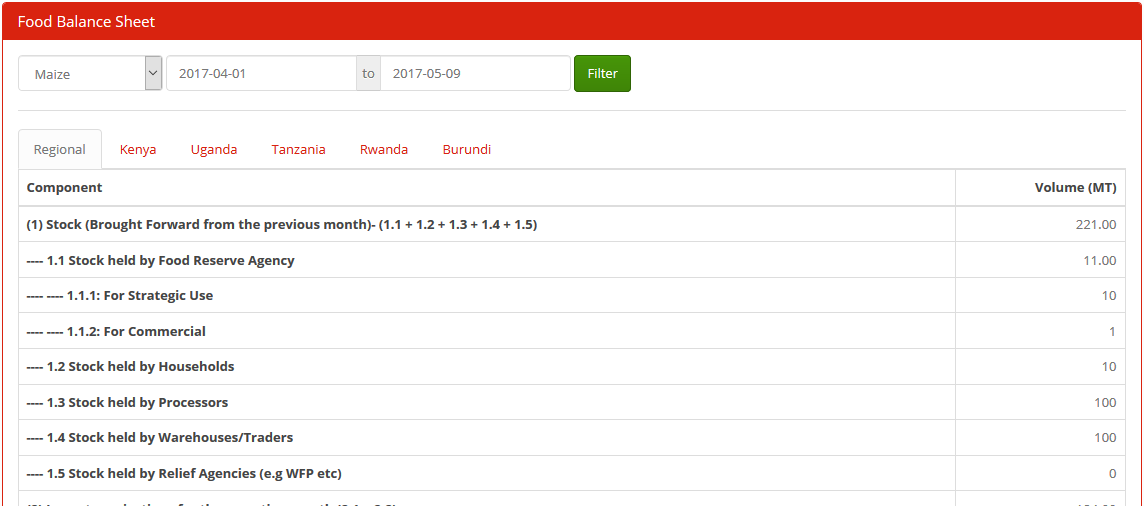 Food Balance Sheet
Maize 2017-04-01 to 2017-05-09 Filter
Regional Kenya Uganda Tanzania Rwanda Burundi
Component Volume (MT)
(1) Stock (Brought Forward from the previous month)- (1.1 + 1.2 + 1.3 + 1.4 + 1.5) 221.00
---- 1.1 Stock held by Food Reserve Agency 11.00
---- ---- 1.1.1: For Strategic Use 10
---- ---- 1.1.2: For Commercial 1
---- 1.2 Stock held by Households 10
---- 1.3 Stock held by Processors 100
---- 1.4 Stock held by Warehouses/Traders 100
---- 1.5 Stock held by Relief Agencies (e.g WFP etc) 0